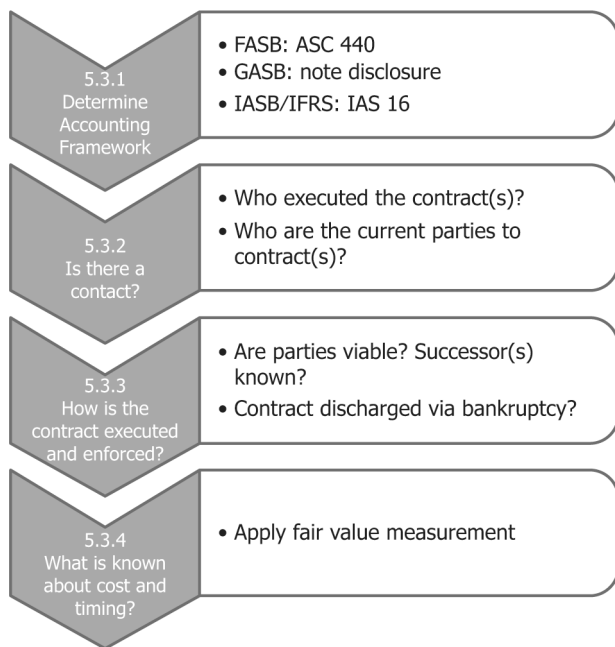 5.3.1
Determine
Accounting
Framework
• FASB: ASC 440
• GASB: note disclosure
• IASB/IFRS: IAS 16
5.3.2
Is there a
contact?
• Who executed the contract(s)?
• Who are the current parties to
contract(s)?
5.3.3
How is the
contract executed
and enforced?
• Are parties viable? Successor(s)
known?
• Contract discharged via bankruptcy?
5.3.4
What is known
about cost and
timing?
• Apply fair value measurement